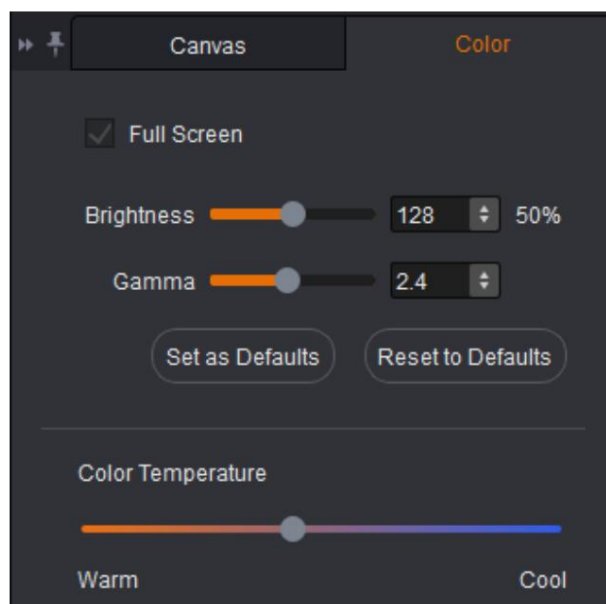 Canvas Color
Full Screen
Brightness 128 50%
Gamma 2.4
Set as Defaults Reset to Defaults
Color Temperature
Warm Cool